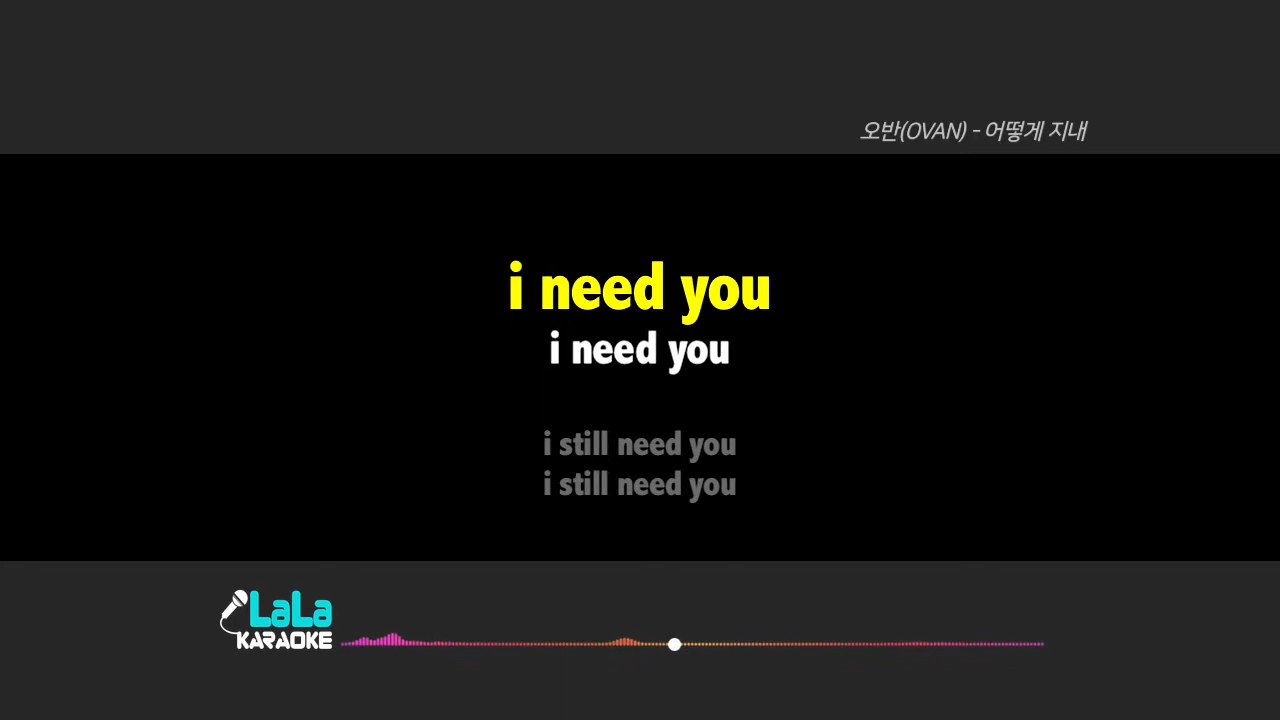 오반(OVAN) - 어떻게 지내
i need you
i need you
i still need you
i still need you
LaLa
KARAOKE